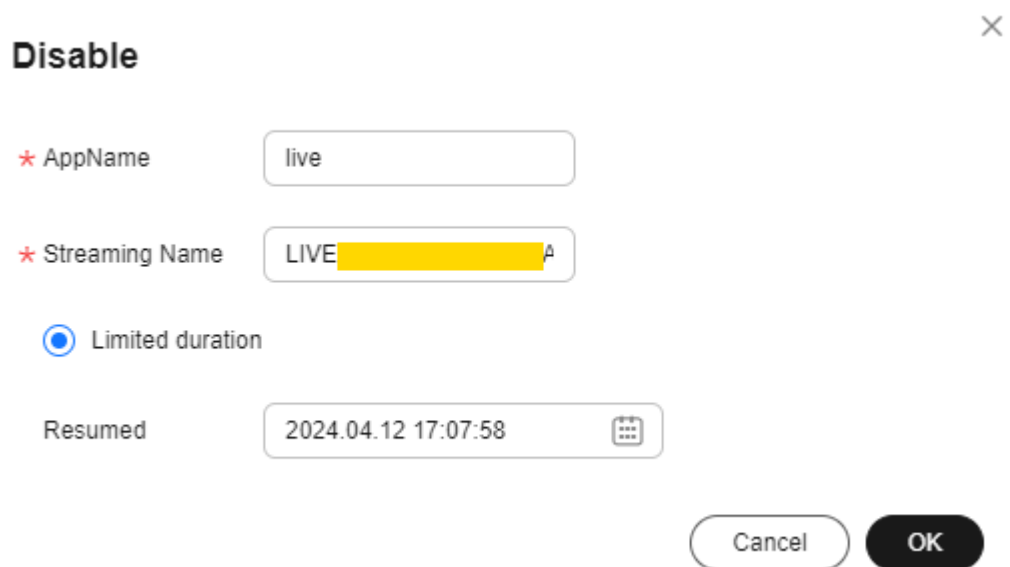 Disable
* AppName live
* Streaming Name LIVE
Limited duration
Resumed 2024.04.12 17:07:58
Cancel OK